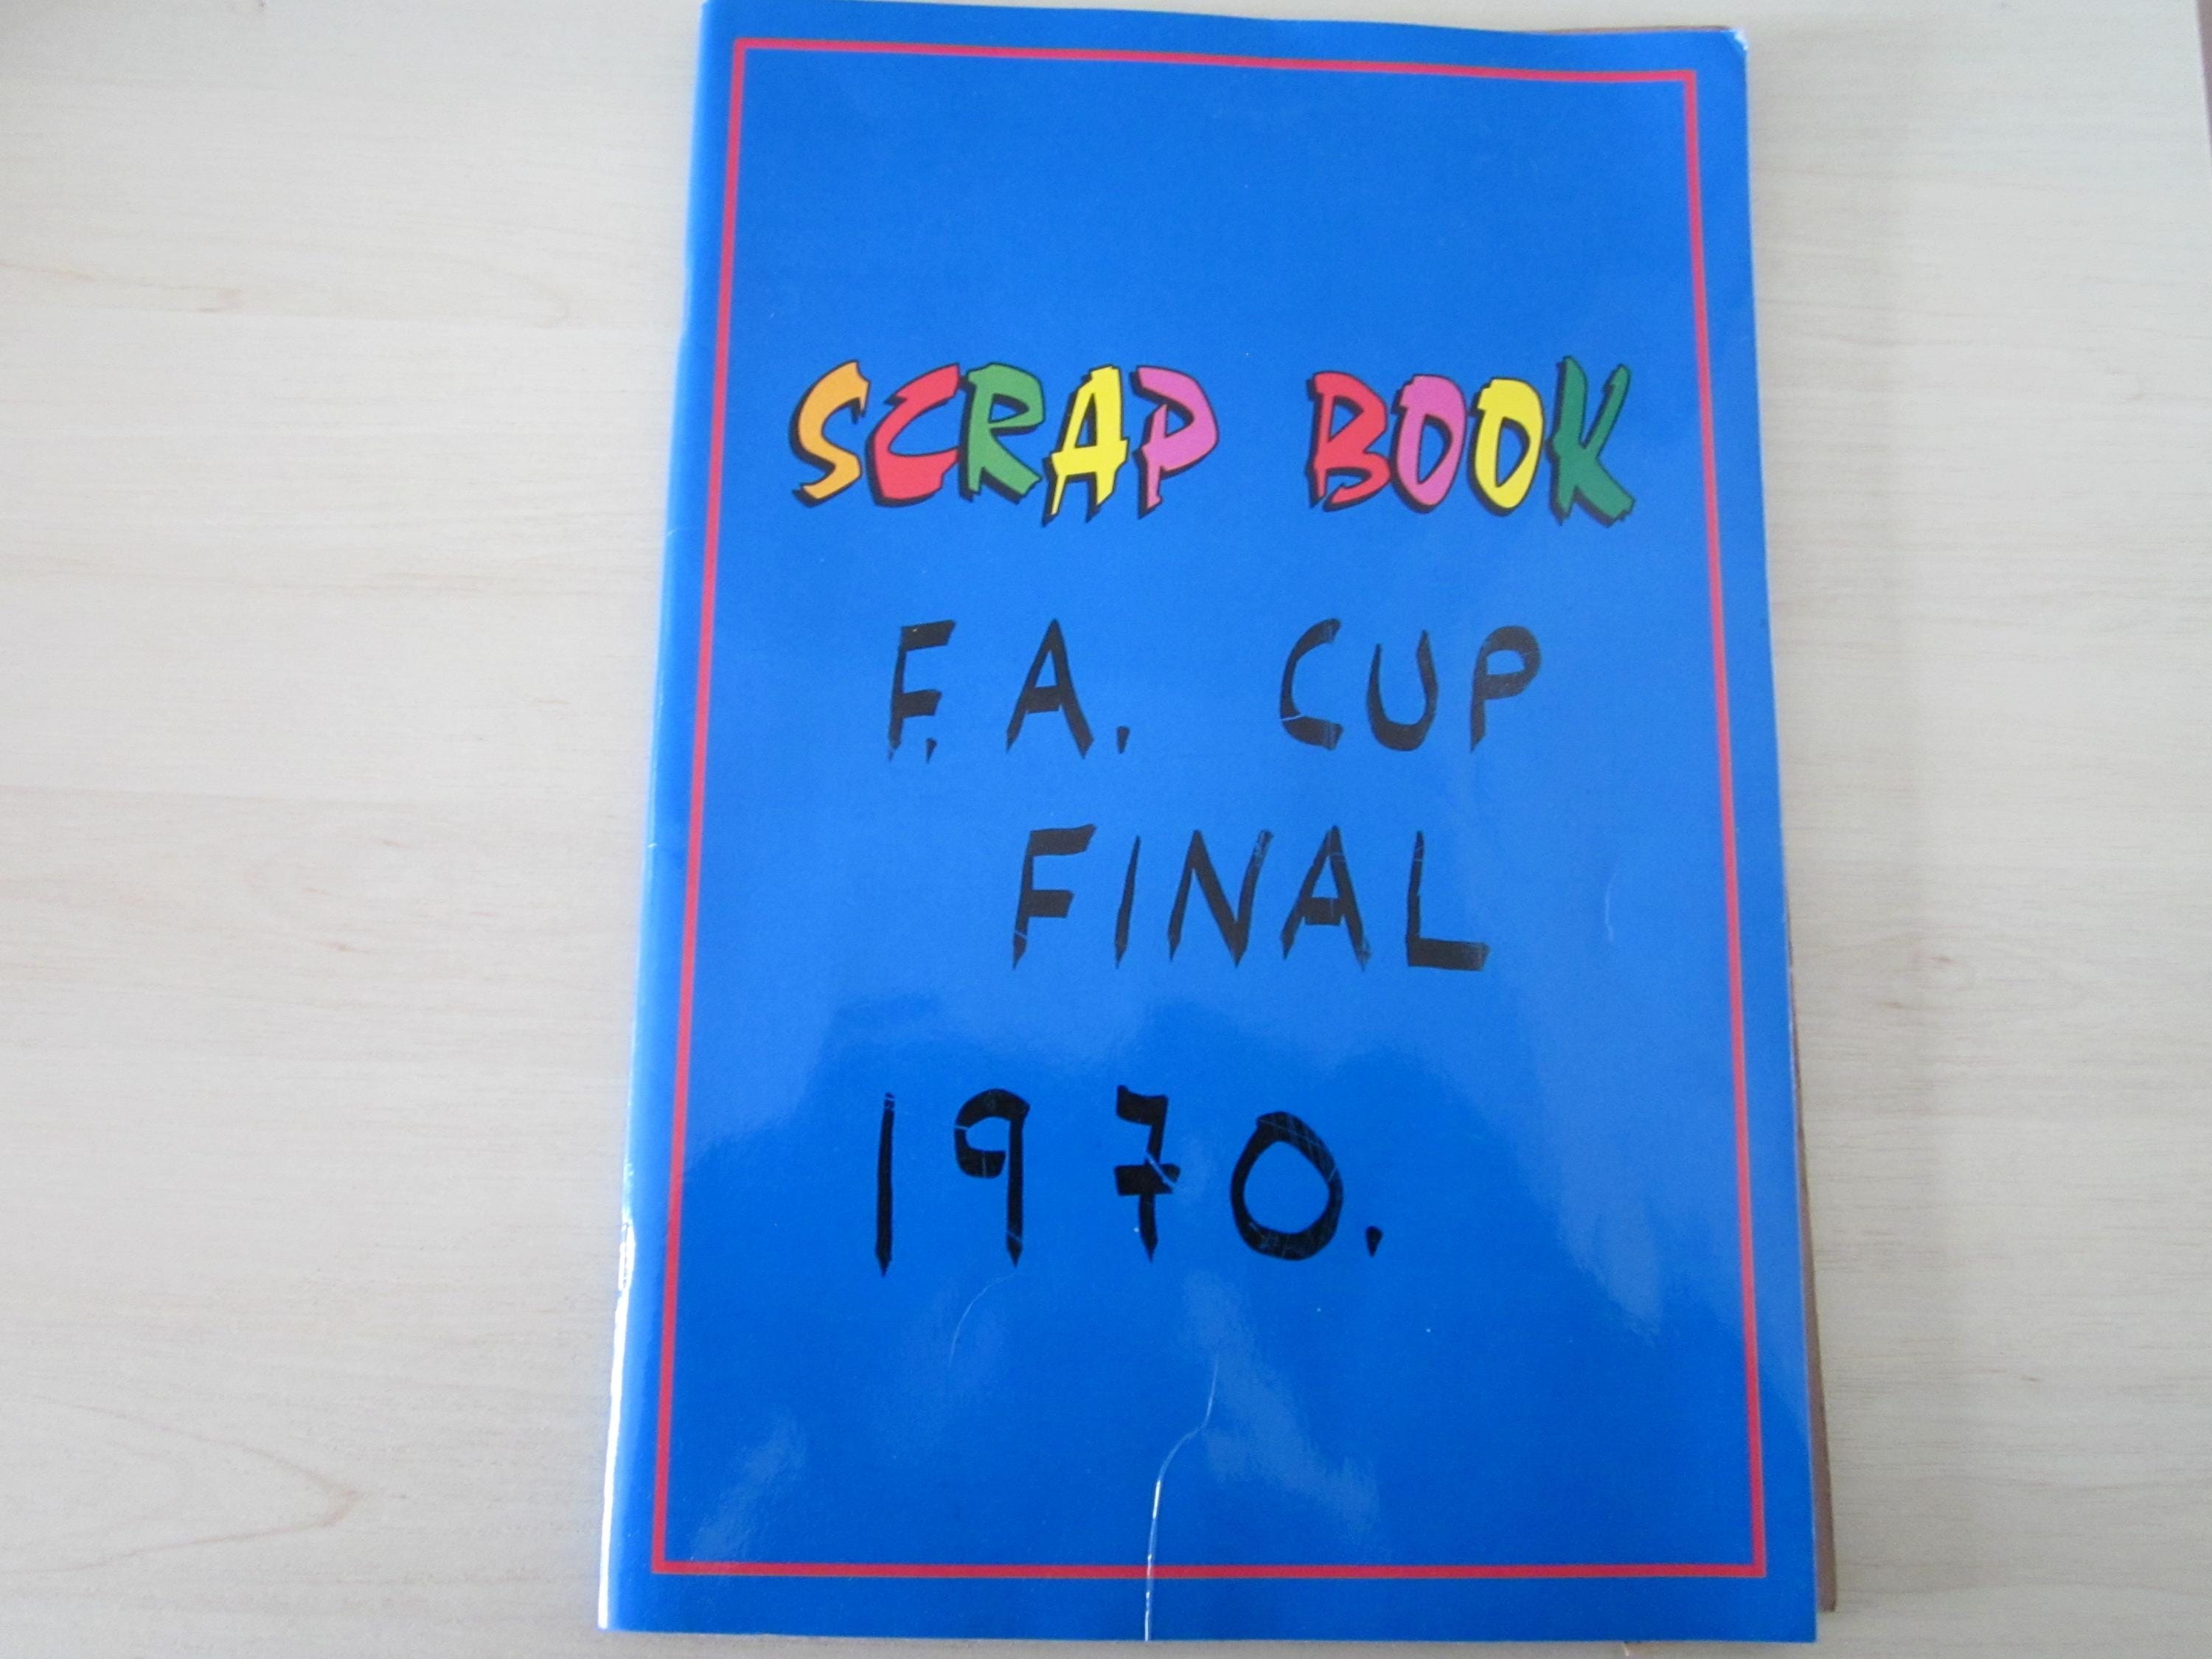 SCRAP BOOK
F.A. CUP
FINAL
1970.